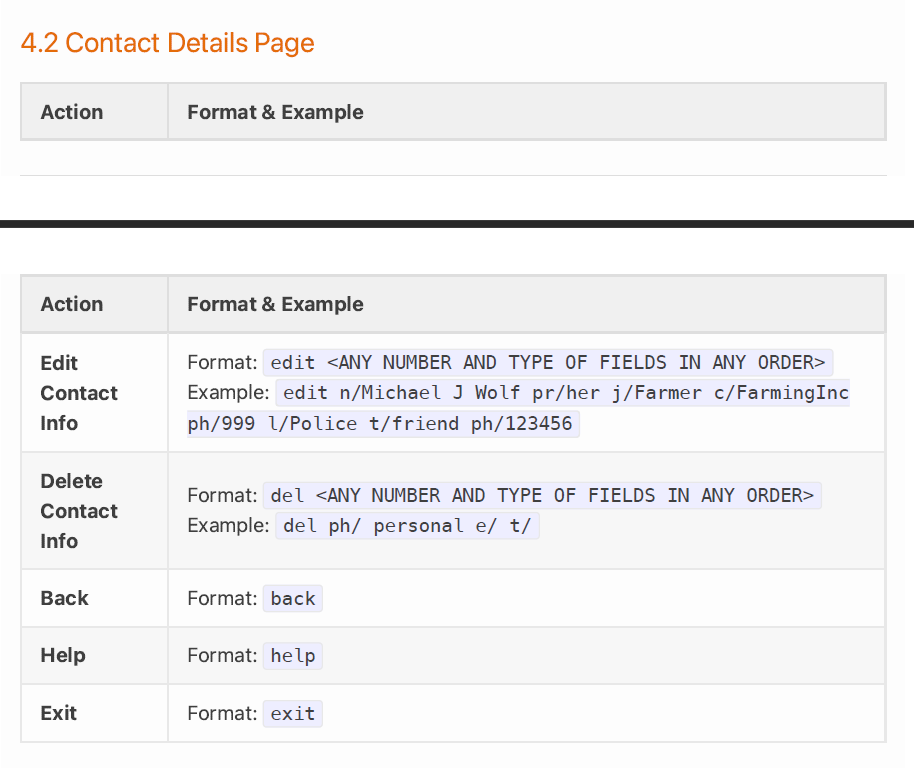 4.2 Contact Details Page
Action Format & Example
Action Format & Example
Edit Contact Info
Format: edit <ANY NUMBER AND TYPE OF FIELDS IN ANY ORDER>
Example: edit n/Michael J Wolf pr/her j/Farmer c/FarmingInc
ph/999 l/Police t/friend ph/123456
Delete Contact Info
Format: del <ANY NUMBER AND TYPE OF FIELDS IN ANY ORDER>
Example: del ph/ personal e/ t/
Back Format: back
Help Format: help
Exit Format: exit